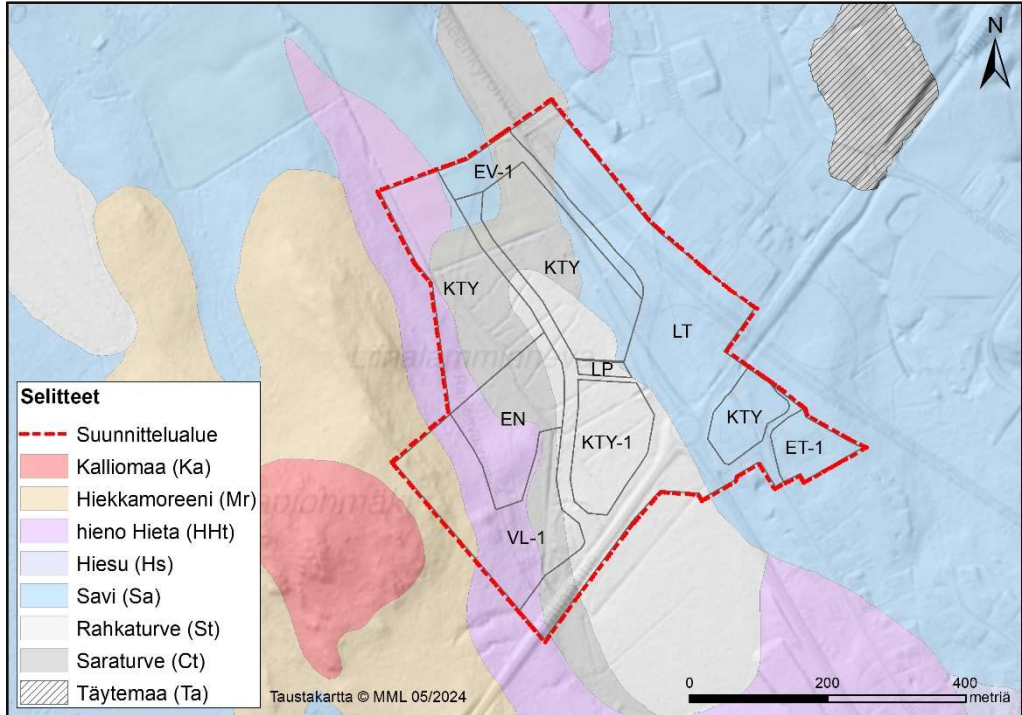 N
EV-1
KTY
KTY
LT
LP
KTY
EN
KTY-1
ET-1
VL-1
Selitteet
Suunnittelualue
Kalliomaa (Ka)
Hiekkamoreeni (Mr)
hieno Hieta (HHt)
Hiesu (Hs)
Savi (Sa)
Rahkaturve (St)
Saraturve (Ct)
Täytemaa (Ta)
Taustakartta © MML 05/2024
0 200 400
metriä